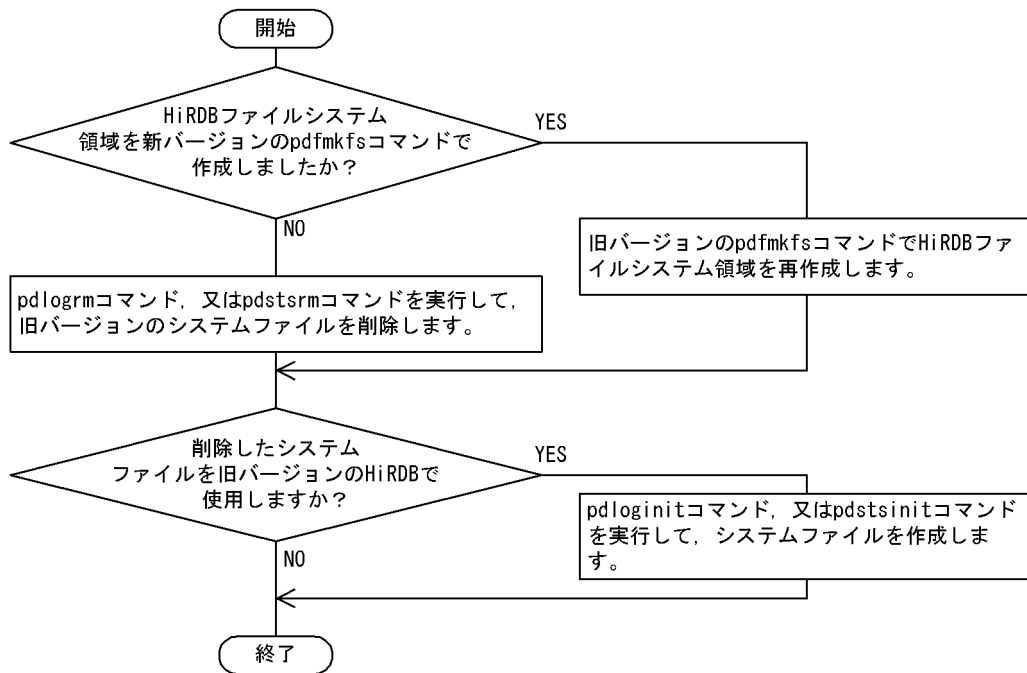 開始
HiRDBファイルシステム
領域を新バージョンのpdfmkfsコマンドで
作成しましたか？
YES
NO
旧バージョンのpdfmkfsコマンドでHiRDBファ
イルシステム領域を再作成します。
pdlogrmコマンド，又はpdstsrmコマンドを実行して，
旧バージョンのシステムファイルを削除します。
削除したシステム
ファイルを旧バージョンのHiRDBで
使用しますか？
YES
NO
pdloginitコマンド，又はpdstsinitコマンド
を実行して，システムファイルを作成しま
す。
終了